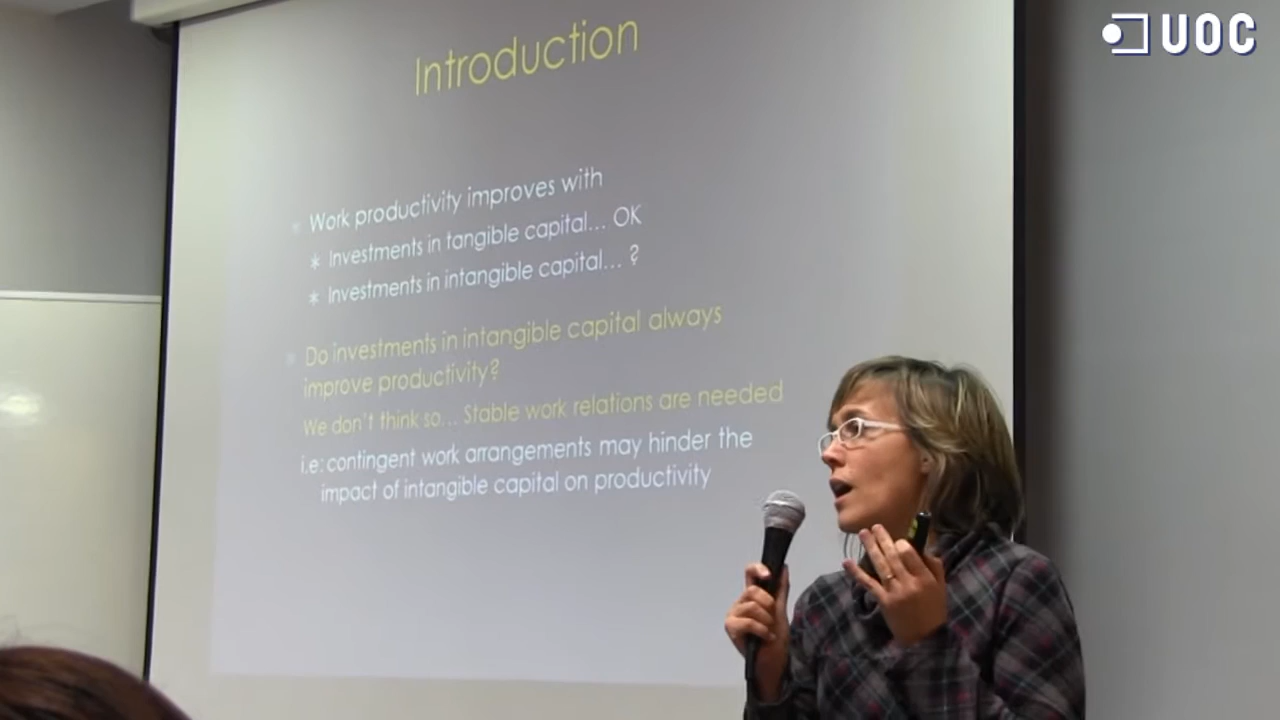 UOC
Introduction
Work productivity improves with
* Investments in tangible capital... OK
* Investments in intangible capital... ?
Do investments in intangible capital always
improve productivity?
We don't think so... Stable work relations are needed
i.e: contingent work arrangements may hinder the
impact of intangible capital on productivity